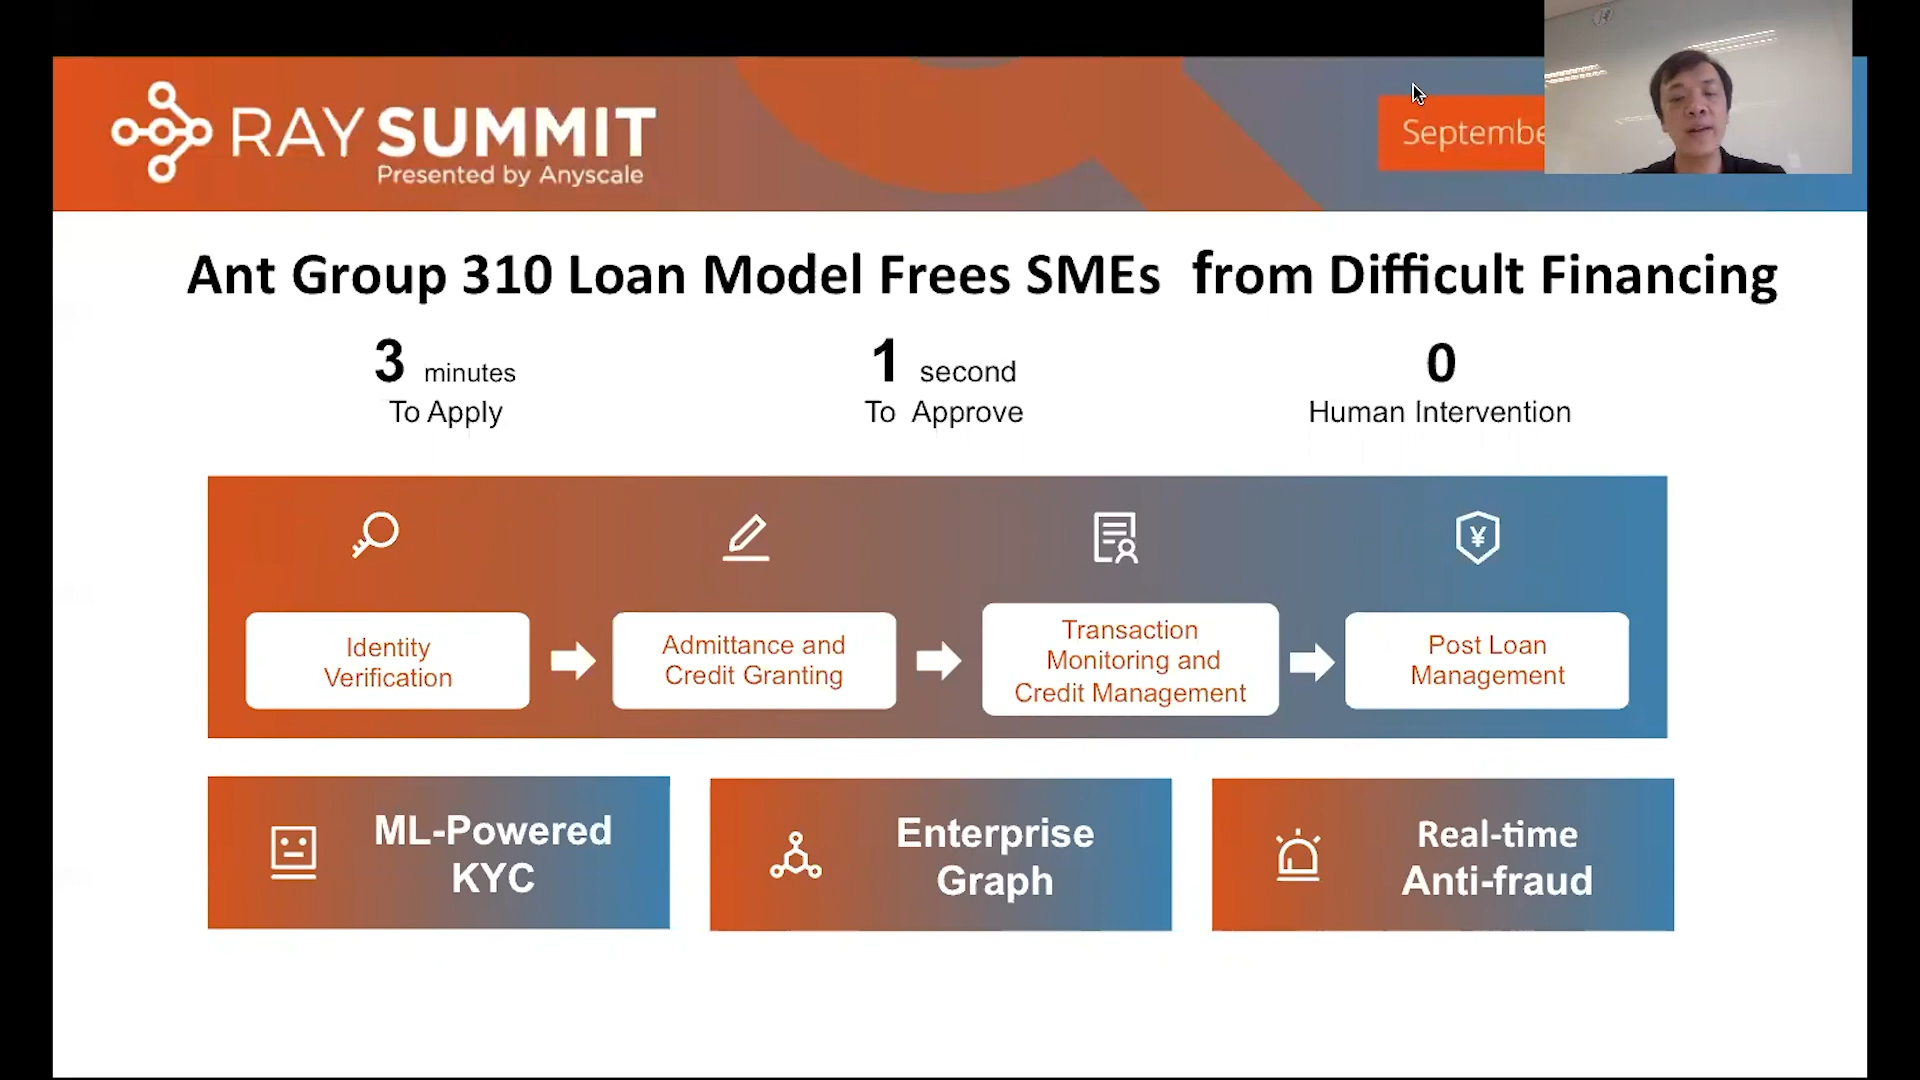 RAY SUMMIT
Presented by Anyscale
Ant Group 310 Loan Model Frees SMEs from Difficult Financing
3 minutes
To Apply
1 second
To Approve
0
Human Intervention
Identity
Verification
Admittance and
Credit Granting
Transaction
Monitoring and
Credit Management
¥
Post Loan
Management
ML-Powered
KYC
Enterprise
Graph
Real-time
Anti-fraud